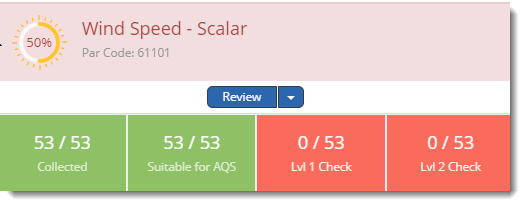 50%
Wind Speed - Scalar
Par Code: 61101
Review
53 / 53
Collected
53 / 53
Suitable for AQS
0 / 53
Lvl 1 Check
0 / 53
Lvl 2 Check